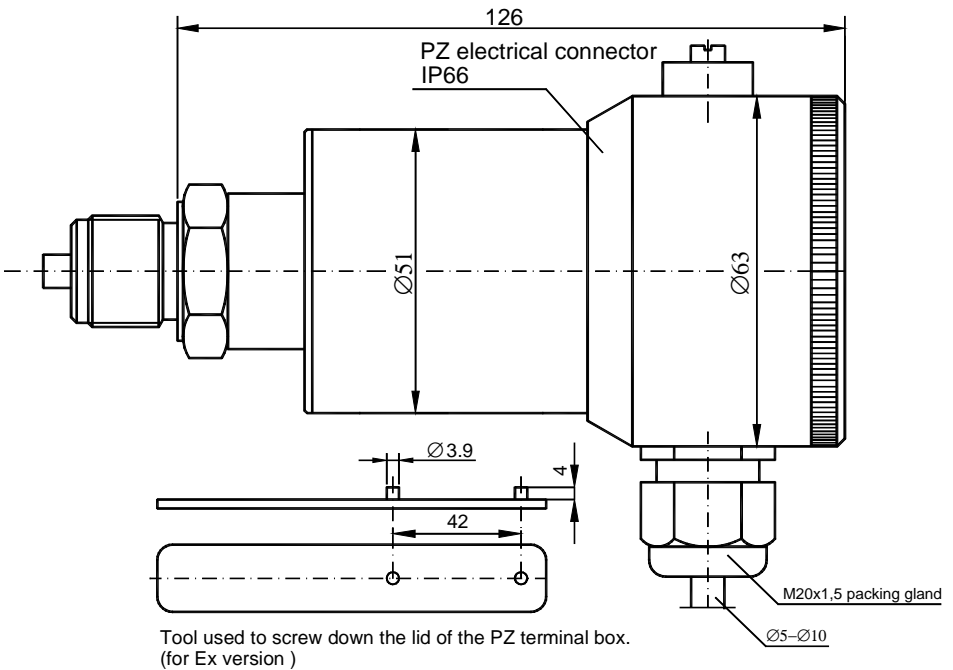 126
PZ electrical connector
IP66
Ø51
Ø63
Ø3.9
4
42
M20x1,5 packing gland
Ø5–Ø10
Tool used to screw down the lid of the PZ terminal box.
(for Ex version )